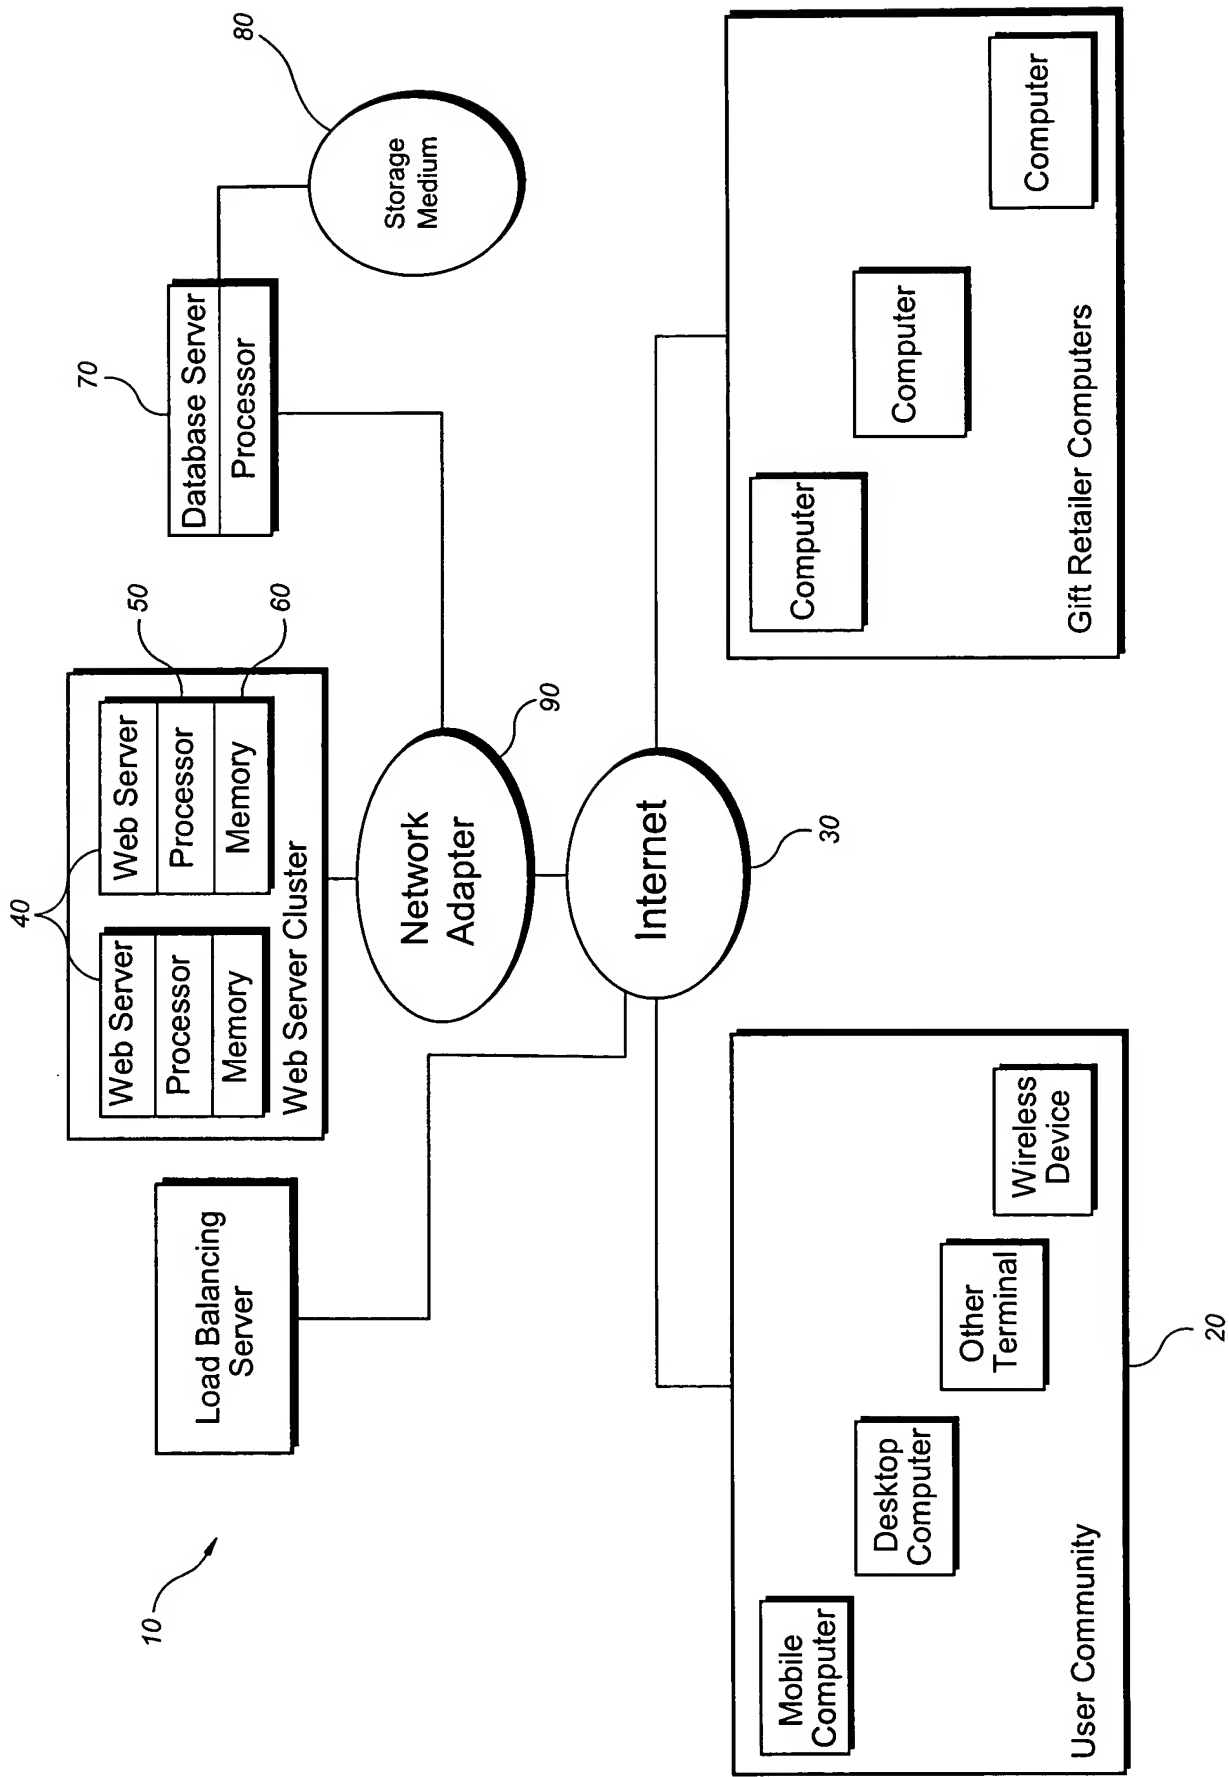 10
Load Balancing
Server
40
Web Server
Processor
Memory
Web Server
Processor
Memory
Web Server Cluster
50
60
70
Database Server
Processor
80
Storage
Medium
Network
Adapter
90
Internet
30
Mobile
Computer
Desktop
Computer
Other
Terminal
Wireless
Device
User Community
20
Computer
Computer
Computer
Gift Retailer Computers